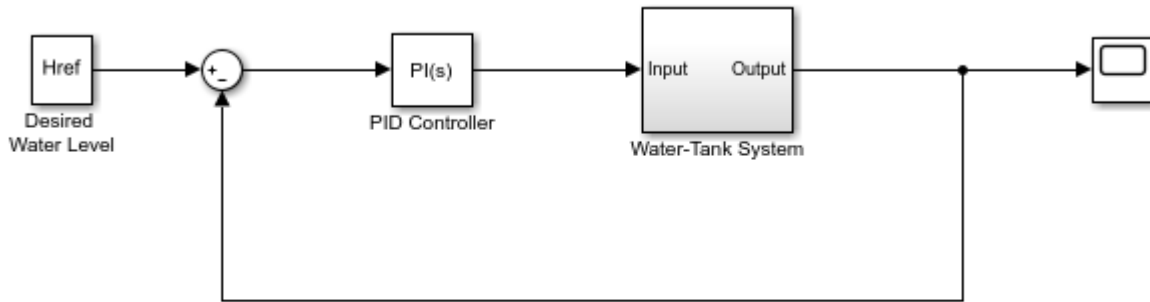 Href
Desired
Water Level
+
−
PI(s)
PID Controller
Input
Output
Water-Tank System